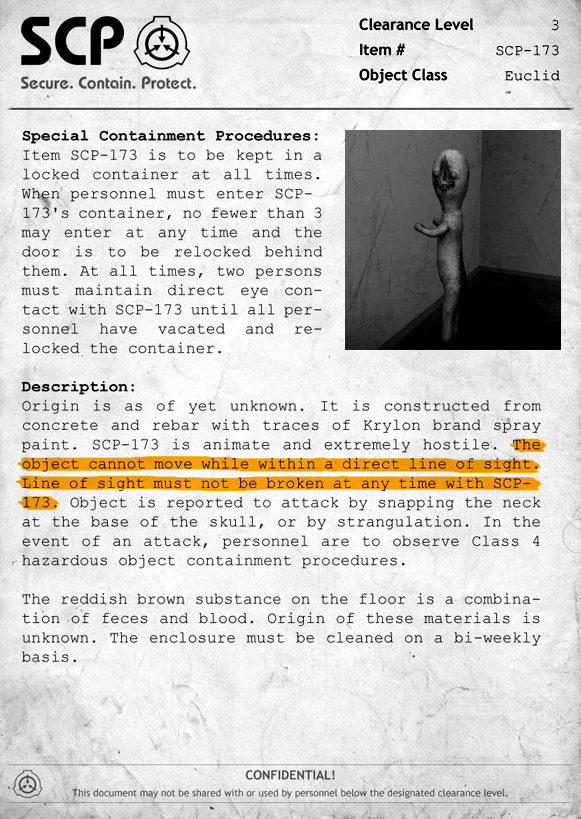 SCP
Secure. Contain. Protect.
Clearance Level 3
Item # SCP-173
Object Class Euclid
Special Containment Procedures:
Item SCP-173 is to be kept in a
locked container at all times.
When personnel must enter SCP-
173's container, no fewer than 3
may enter at any time and the
door is to be relocked behind
them. At all times, two persons
must maintain direct eye con-
tact with SCP-173 until all per-
sonnel have vacated and re-
locked the container.
Description:
Origin is as of yet unknown. It is constructed from
concrete and rebar with traces of Krylon brand spray
paint. SCP-173 is animate and extremely hostile. The
object cannot move while within a direct line of sight.
Line of sight must not be broken at any time with SCP-
173. Object is reported to attack by snapping the neck
at the base of the skull, or by strangulation. In the
event of an attack, personnel are to observe Class 4
hazardous object containment procedures.
The reddish brown substance on the floor is a combina-
tion of feces and blood. Origin of these materials is
unknown. The enclosure must be cleaned on a bi-weekly
basis.
CONFIDENTIAL!
This document may not be shared with or used by personnel below the designated clearance level.